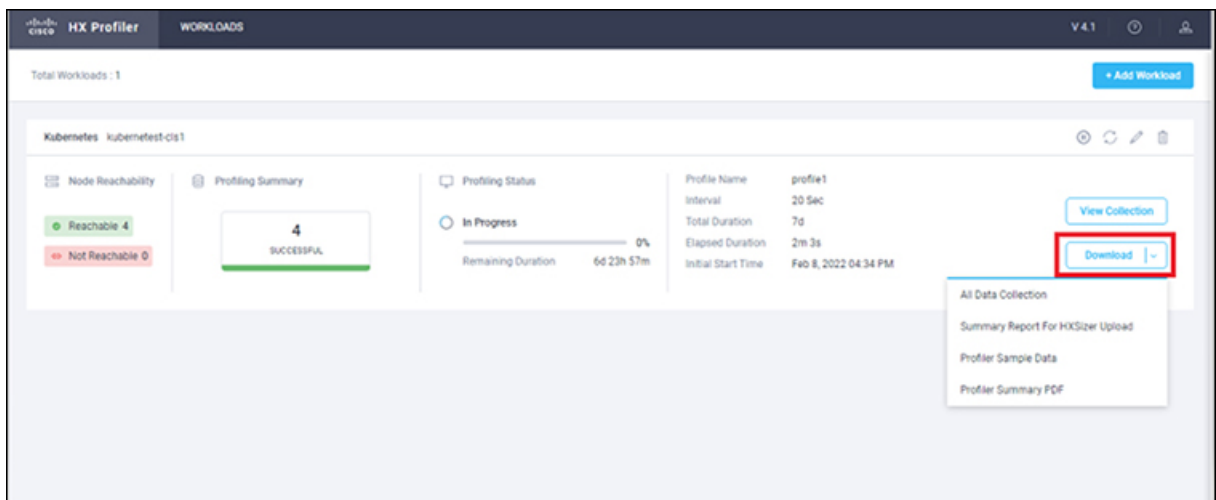 cisco HX Profiler WORKLOADS V 4.1
Total Workloads : 1 + Add Workload
Kubernetes kubernetest-cls1
Node Reachability
Reachable 4
Not Reachable 0
Profiling Summary
4
SUCCESSFUL
Profiling Status
In Progress
0%
Remaining Duration 6d 23h 57m
Profile Name profile1
Interval 20 Sec
Total Duration 7d
Elapsed Duration 2m 3s
Initial Start Time Feb 8, 2022 04:34 PM
View Collection
Download
All Data Collection
Summary Report For HXSizer Upload
Profiler Sample Data
Profiler Summary PDF